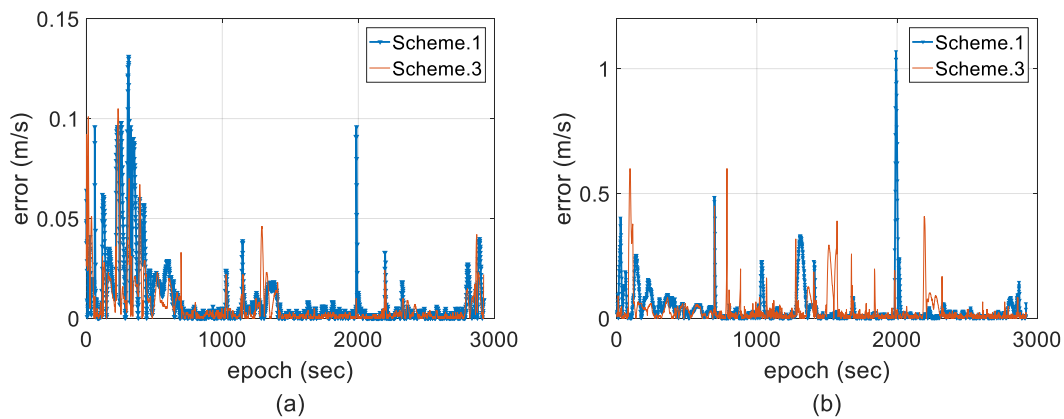 0.15
0.1
0.05
0
error (m/s)
Scheme.1
Scheme.3
0
1000
2000
3000
epoch (sec)
(a)
1
0.5
0
error (m/s)
Scheme.1
Scheme.3
0
1000
2000
3000
epoch (sec)
(b)